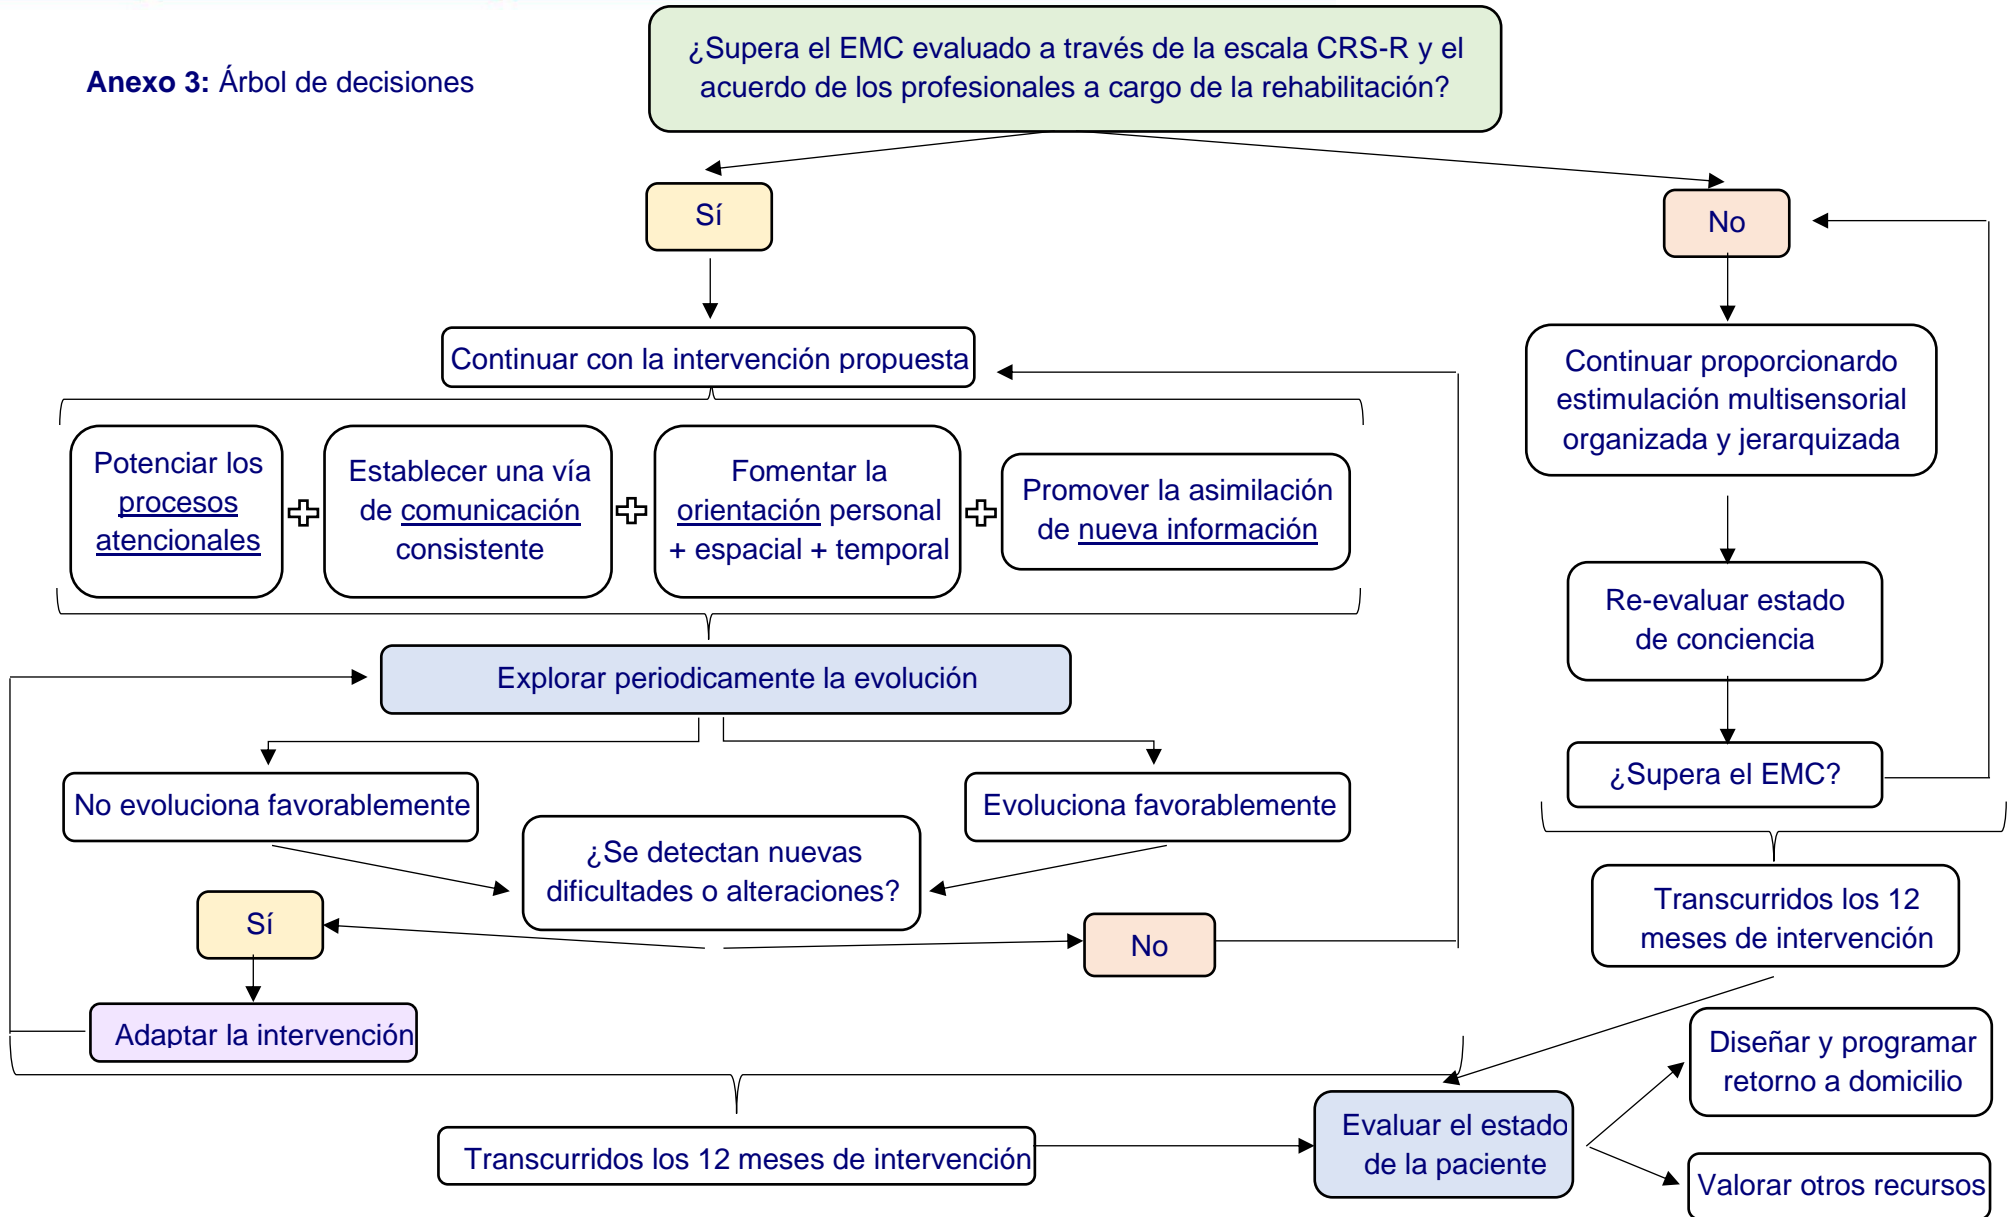 Anexo 3: Árbol de decisiones
¿Supera el EMC evaluado a través de la escala CRS-R y el
acuerdo de los profesionales a cargo de la rehabilitación?
Sí
No
Continuar con la intervención propuesta
Potenciar los
procesos
atencionales
Establecer una vía
de comunicación
consistente
Fomentar la
orientación personal
+ espacial + temporal
Promover la asimilación
de nueva información
Continuar proporcionardo
estimulación multisensorial
organizada y jerarquizada
Re-evaluar estado
de conciencia
¿Supera el EMC?
Explorar periodicamente la evolución
No evoluciona favorablemente
Evoluciona favorablemente
¿Se detectan nuevas
dificultades o alteraciones?
Sí
No
Adaptar la intervención
Transcurridos los 12
meses de intervención
Transcurridos los 12 meses de intervención
Evaluar el estado
de la paciente
Diseñar y programar
retorno a domicilio
Valorar otros recursos